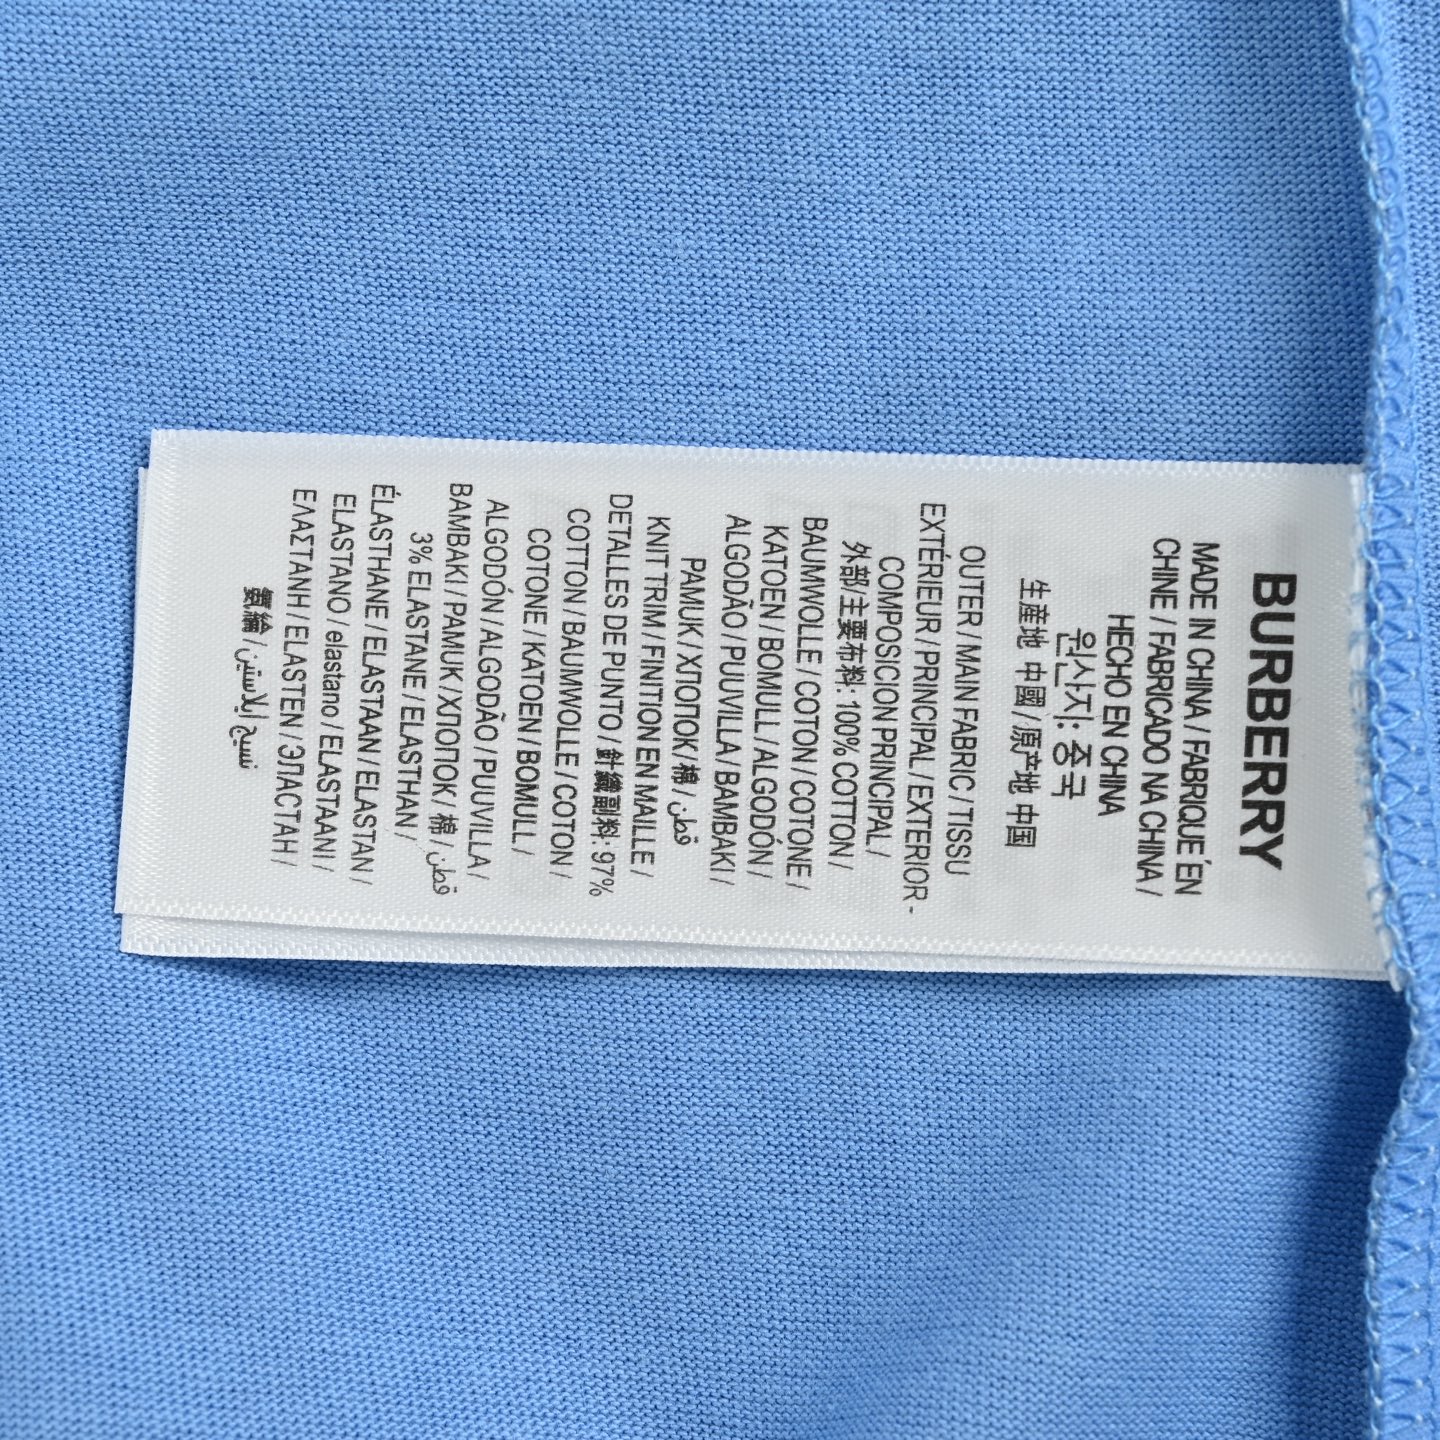 BURBERRY
MADE IN CHINA / FABRIQUÉ EN
CHINE / FABRICADO NA CHINA /
HECHO EN CHINA
원산지: 중국
生産地 中國 /原产地 中国
OUTER / MAIN FABRIC / TISSU
EXTÉRIEUR / PRINCIPAL / EXTERIOR -
COMPOSICION PRINCIPAL /
外部/主要布料: 100% COTTON /
BAUMWOLLE / COTON / COTONE /
KATOEN / BOMULL / ALGODÓN /
ALGODÃO / PUUVILLA / BAMBAKI /
PAMUK / ХЛОПОК / 棉 / قطن
KNIT TRIM / FINITION EN MAILLE /
DETALLES DE PUNTO / 針織副料: 97%
COTTON / BAUMWOLLE / COTON /
COTONE / KATOEN / BOMULL /
ALGODÓN / ALGODÃO / PUUVILLA /
BAMBAKI / PAMUK / ХЛОПОК / 棉 / قطن
3% ELASTANE / ELASTHAN /
ÉLASTHANE / ELASTAAN / ELASTAN /
ELASTANO / elastano / ELASTAANI /
ΕΛΑΣΤΑΝΗ / ELASTEN / ЭЛАСТАН /
氨綸 / نسيج ايلاستين